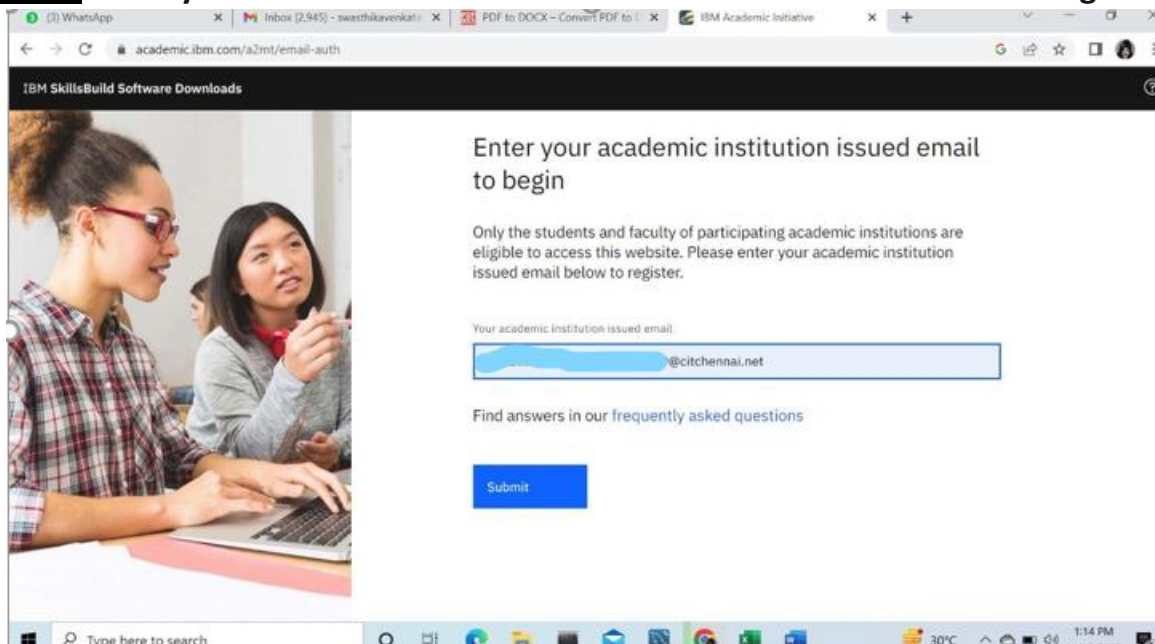 (3) WhatsApp
Inbox (2,945) - swasthikavenkate
PDF to DOCX – Convert PDF to D
IBM Academic Initiative
academic.ibm.com/a2mt/email-auth
IBM SkillsBuild Software Downloads
Enter your academic institution issued email
to begin
Only the students and faculty of participating academic institutions are
eligible to access this website. Please enter your academic institution
issued email below to register.
Your academic institution issued email
@citchennai.net
Find answers in our frequently asked questions
Submit
Type here to search
30°C
1:14 PM